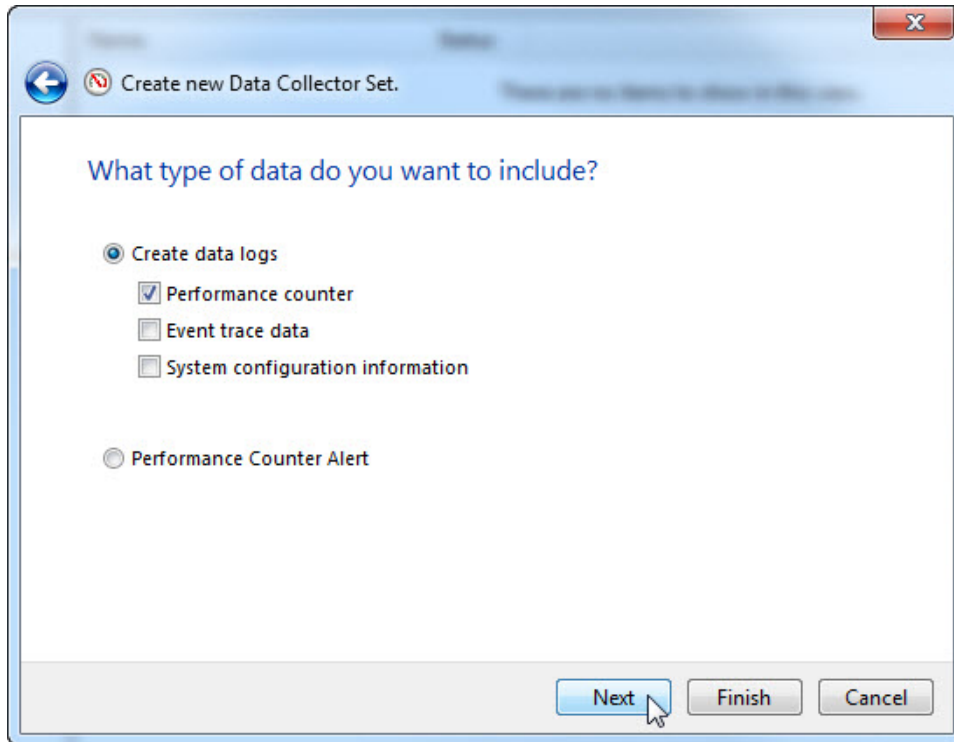 Create new Data Collector Set.
What type of data do you want to include?
Create data logs
Performance counter
Event trace data
System configuration information
Performance Counter Alert
Next
Finish
Cancel